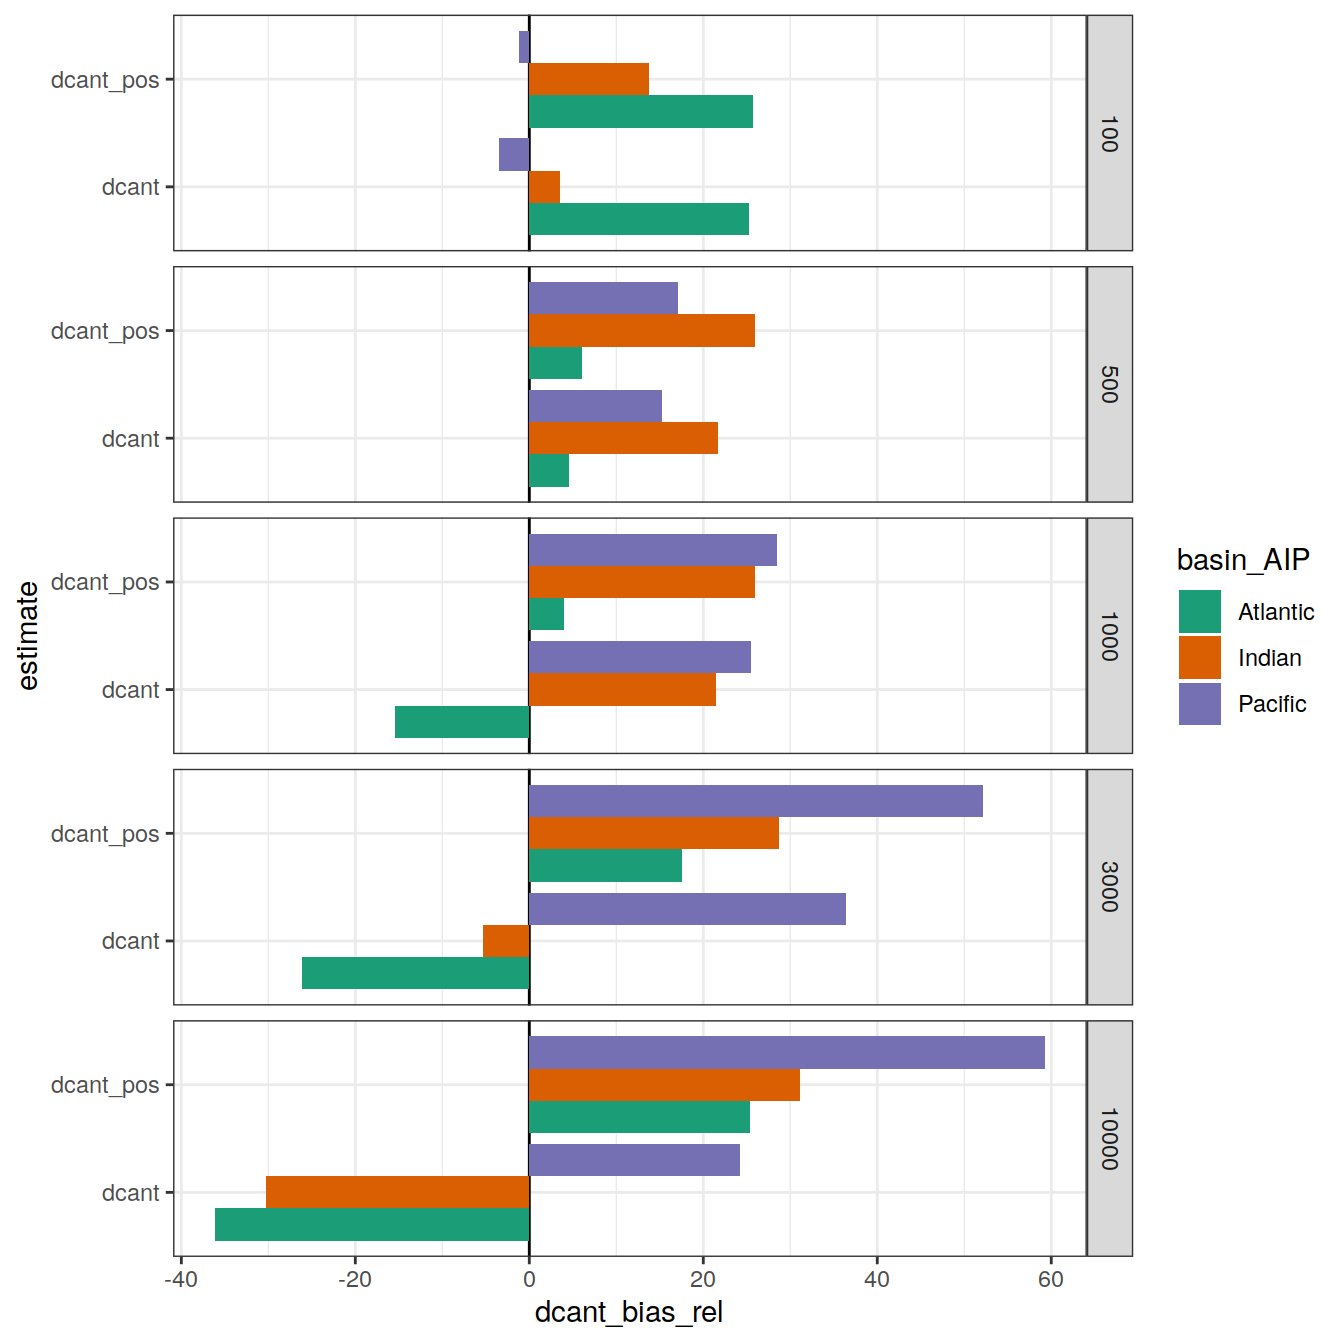 dcant_pos
dcant
100
dcant_pos
dcant
500
dcant_pos
dcant
1000
dcant_pos
dcant
3000
dcant_pos
dcant
10000
-40 -20 0 20 40 60
dcant_bias_rel
estimate
basin_AIP
Atlantic
Indian
Pacific